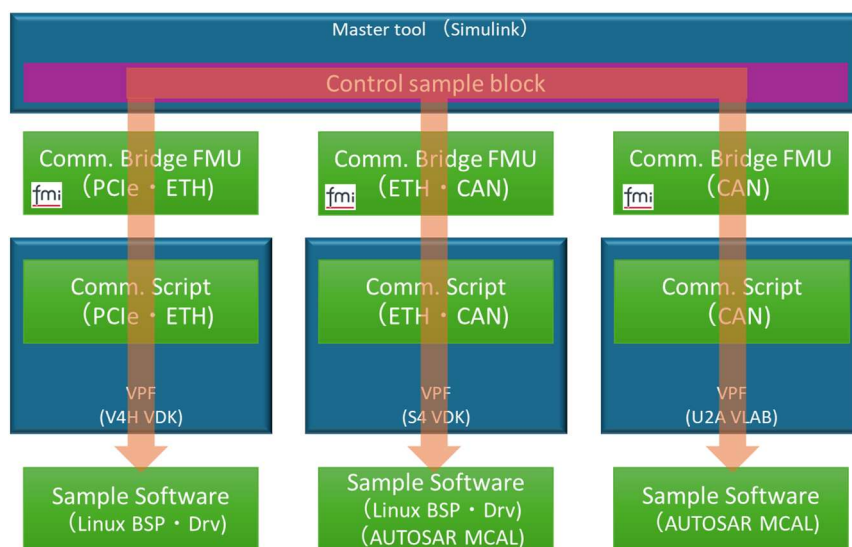 Master tool （Simulink）
Control sample block
Comm. Bridge FMU
（PCIe・ETH)
fmi
Comm. Bridge FMU
（ETH・CAN)
fmi
Comm. Bridge FMU
（CAN)
fmi
Comm. Script
（PCIe・ETH)
Comm. Script
（ETH・CAN)
Comm. Script
（CAN)
VPF
(V4H VDK)
VPF
(S4 VDK)
VPF
(U2A VLAB)
Sample Software
（Linux BSP・Drv)
Sample Software
（Linux BSP・Drv)
（AUTOSAR MCAL)
Sample Software
（AUTOSAR MCAL)